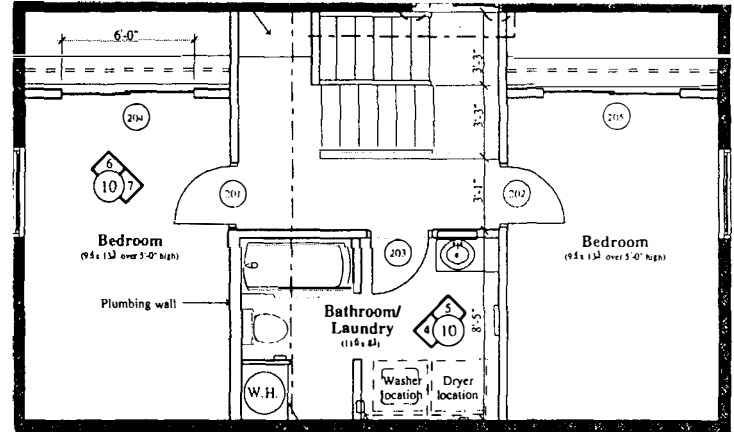 6'-0"
3'-3"
204
205
3'-3"
6
10
7
3'-1"
201
202
Bedroom
Bedroom
203
Plumbing wall
Bathroom/
Laundry
5
4
10
8'-5"
W.H.
Washer
location
Dryer
location